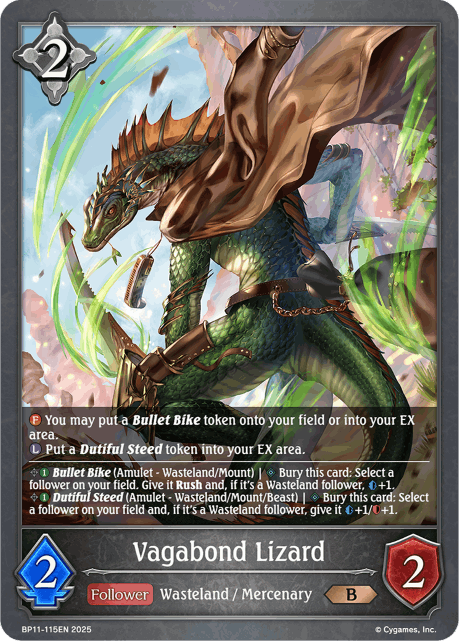 2
F You may put a Bullet Bike token onto your field or into your EX
area.
L Put a Dutiful Steed token into your EX area.
1 Bullet Bike (Amulet - Wasteland/Mount) | Bury this card: Select a
follower on your field. Give it Rush and, if it's a Wasteland follower, +1.
1 Dutiful Steed (Amulet - Wasteland/Mount/Beast) | Bury this card: Select
a follower on your field and, if it's a Wasteland follower, give it +1/+1.
Vagabond Lizard
2
Follower Wasteland / Mercenary B
2
BP11-115EN 2025 © Cygames, Inc.